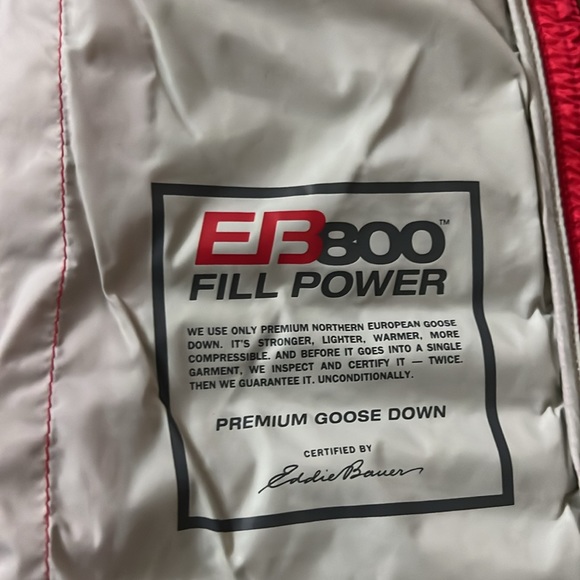 EB800™
FILL POWER
WE USE ONLY PREMIUM NORTHERN EUROPEAN GOOSE
DOWN. IT'S STRONGER, LIGHTER, WARMER, MORE
COMPRESSIBLE. AND BEFORE IT GOES INTO A SINGLE
GARMENT, WE INSPECT AND CERTIFY IT — TWICE.
THEN WE GUARANTEE IT. UNCONDITIONALLY.
PREMIUM GOOSE DOWN
CERTIFIED BY
Eddie Bauer